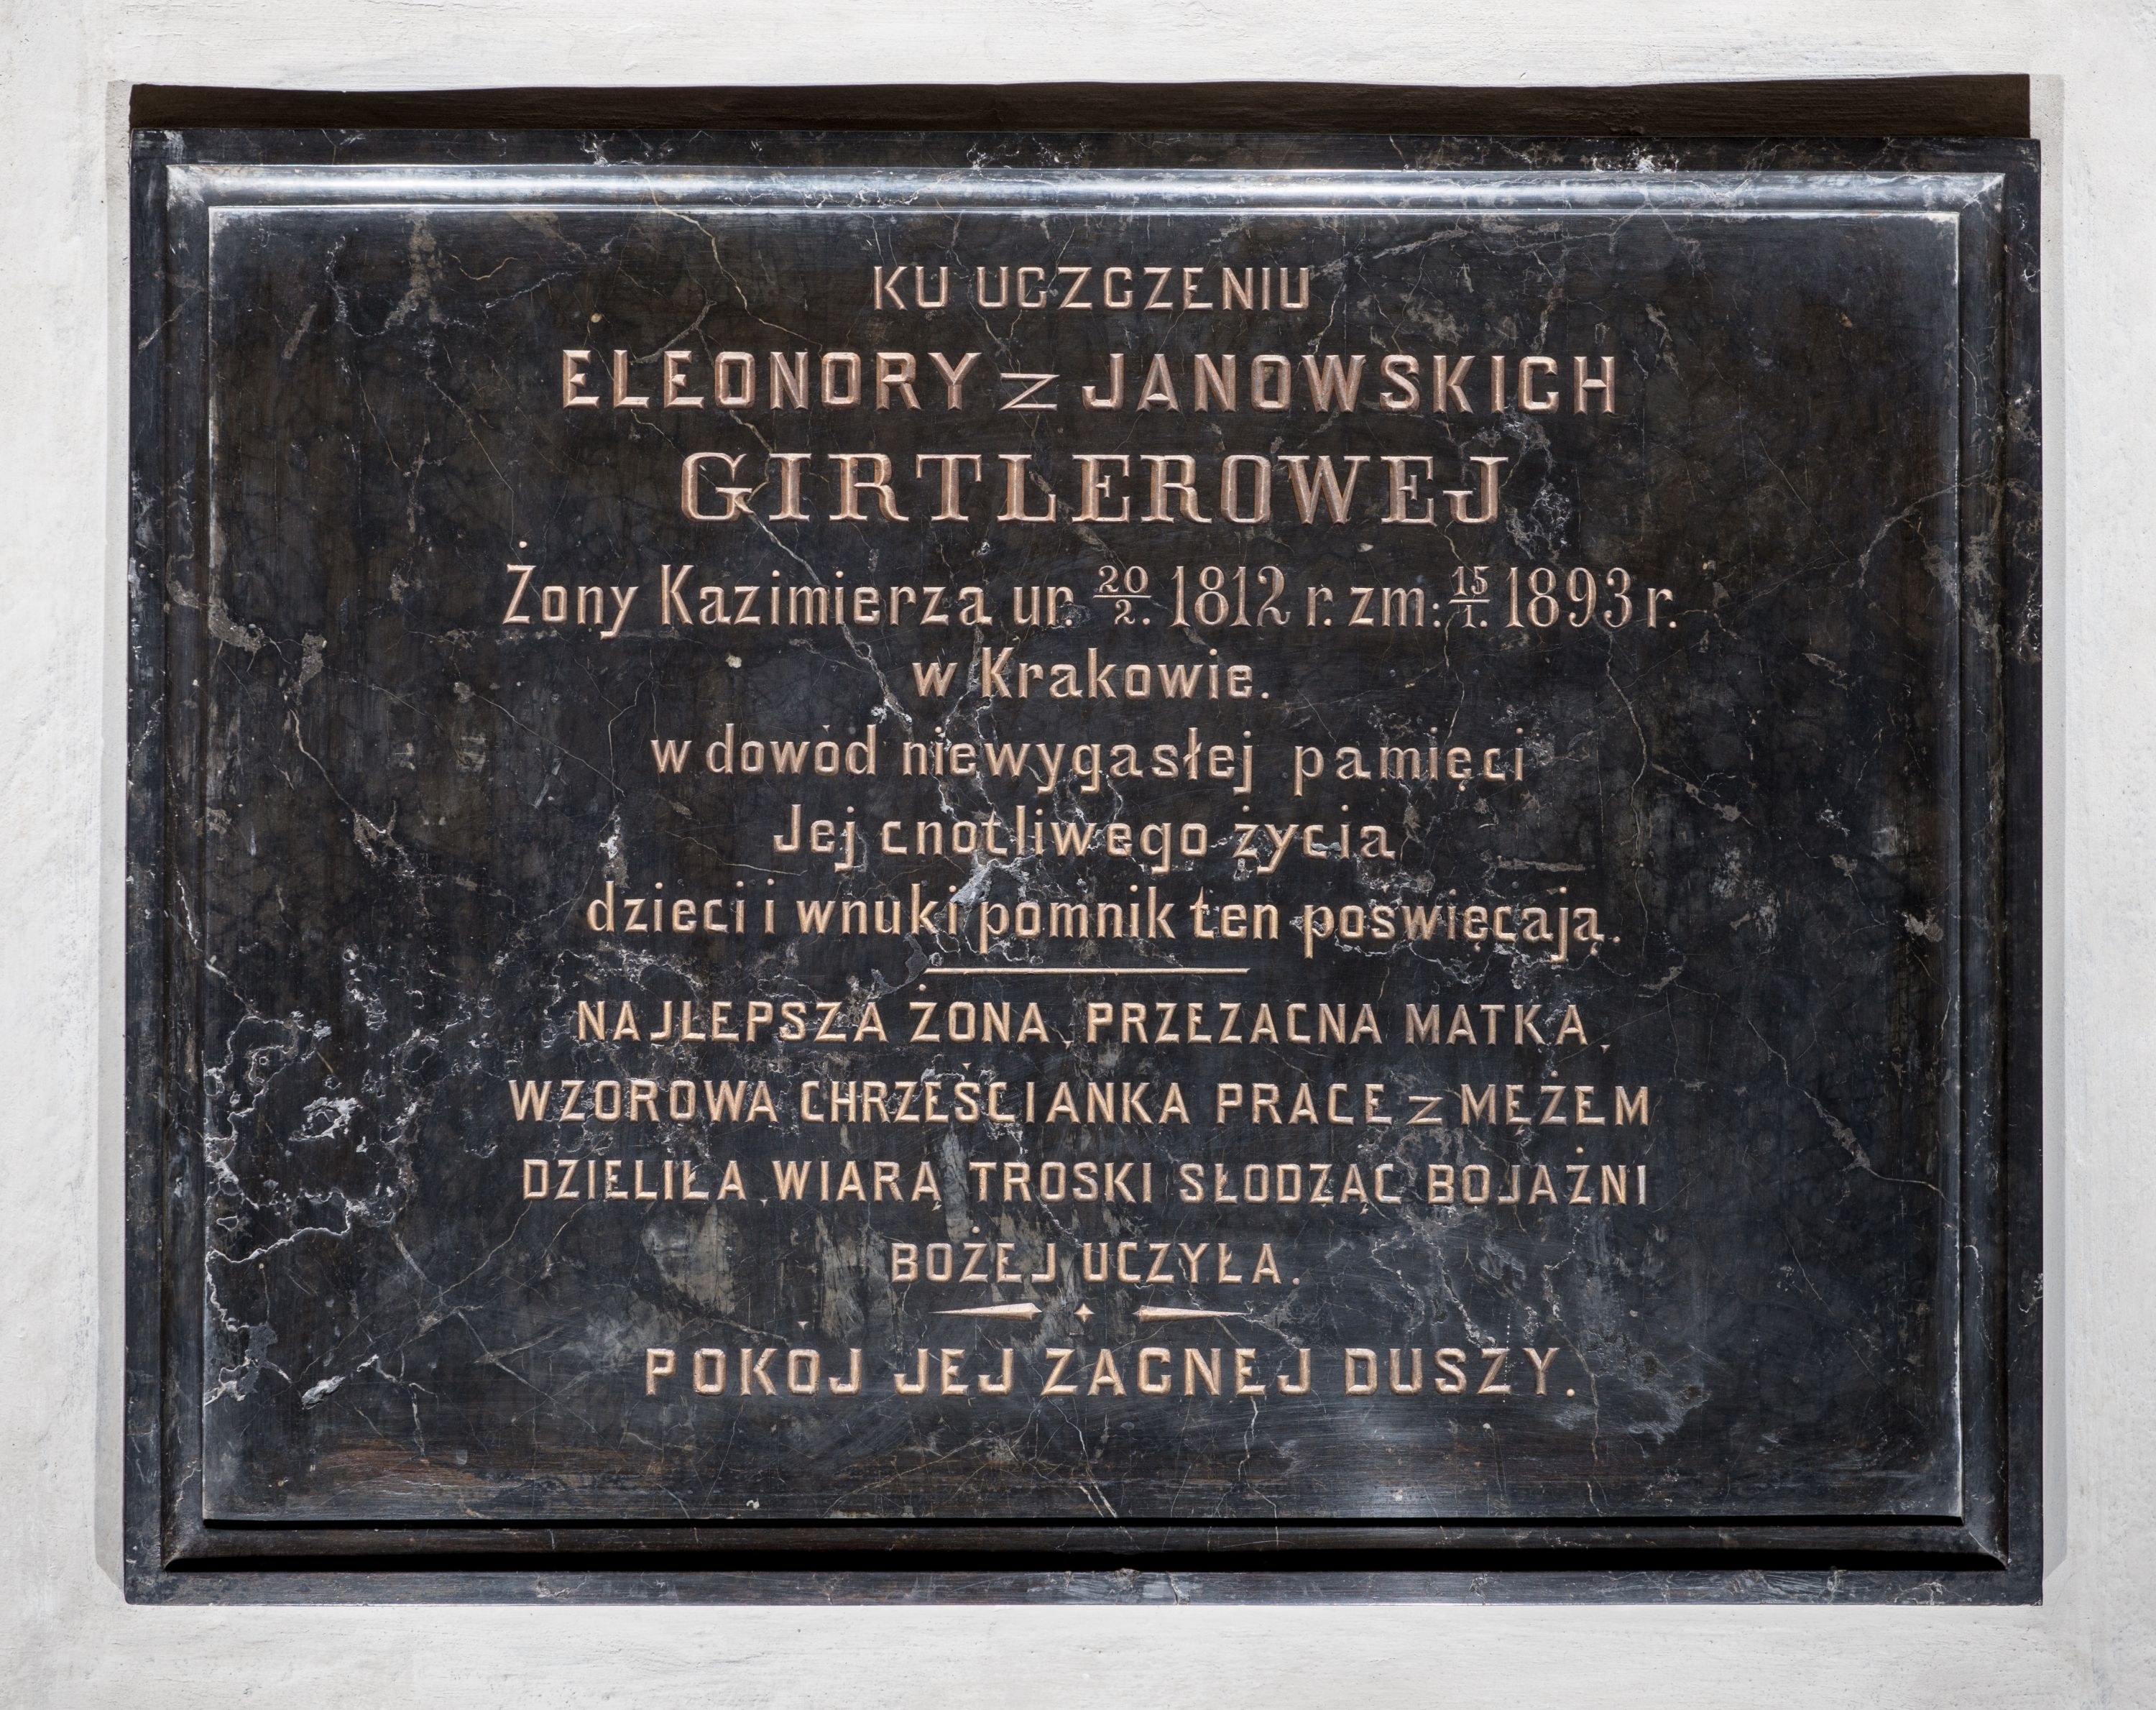 KU UCZCZENIU
ELEONORY z JANOWSKICH
GIRTLEROWEJ
Żony Kazimierza ur. 20/2. 1812 r. zm: 15/1. 1893 r.
w Krakowie.
w dowód niewygasłej pamięci
Jej cnotliwego życia
dzieci i wnuki pomnik ten poświęcają.
NAJLEPSZA ŻONA, PRZEZACNA MATKA,
WZOROWA CHRZEŚCIANKA PRACE z MĘŻEM
DZIELIŁA, WIARĄ TROSKI SŁODZĄC BOJAŹNI
BOŻEJ UCZYŁA.
POKÓJ JEJ ZACNEJ DUSZY.